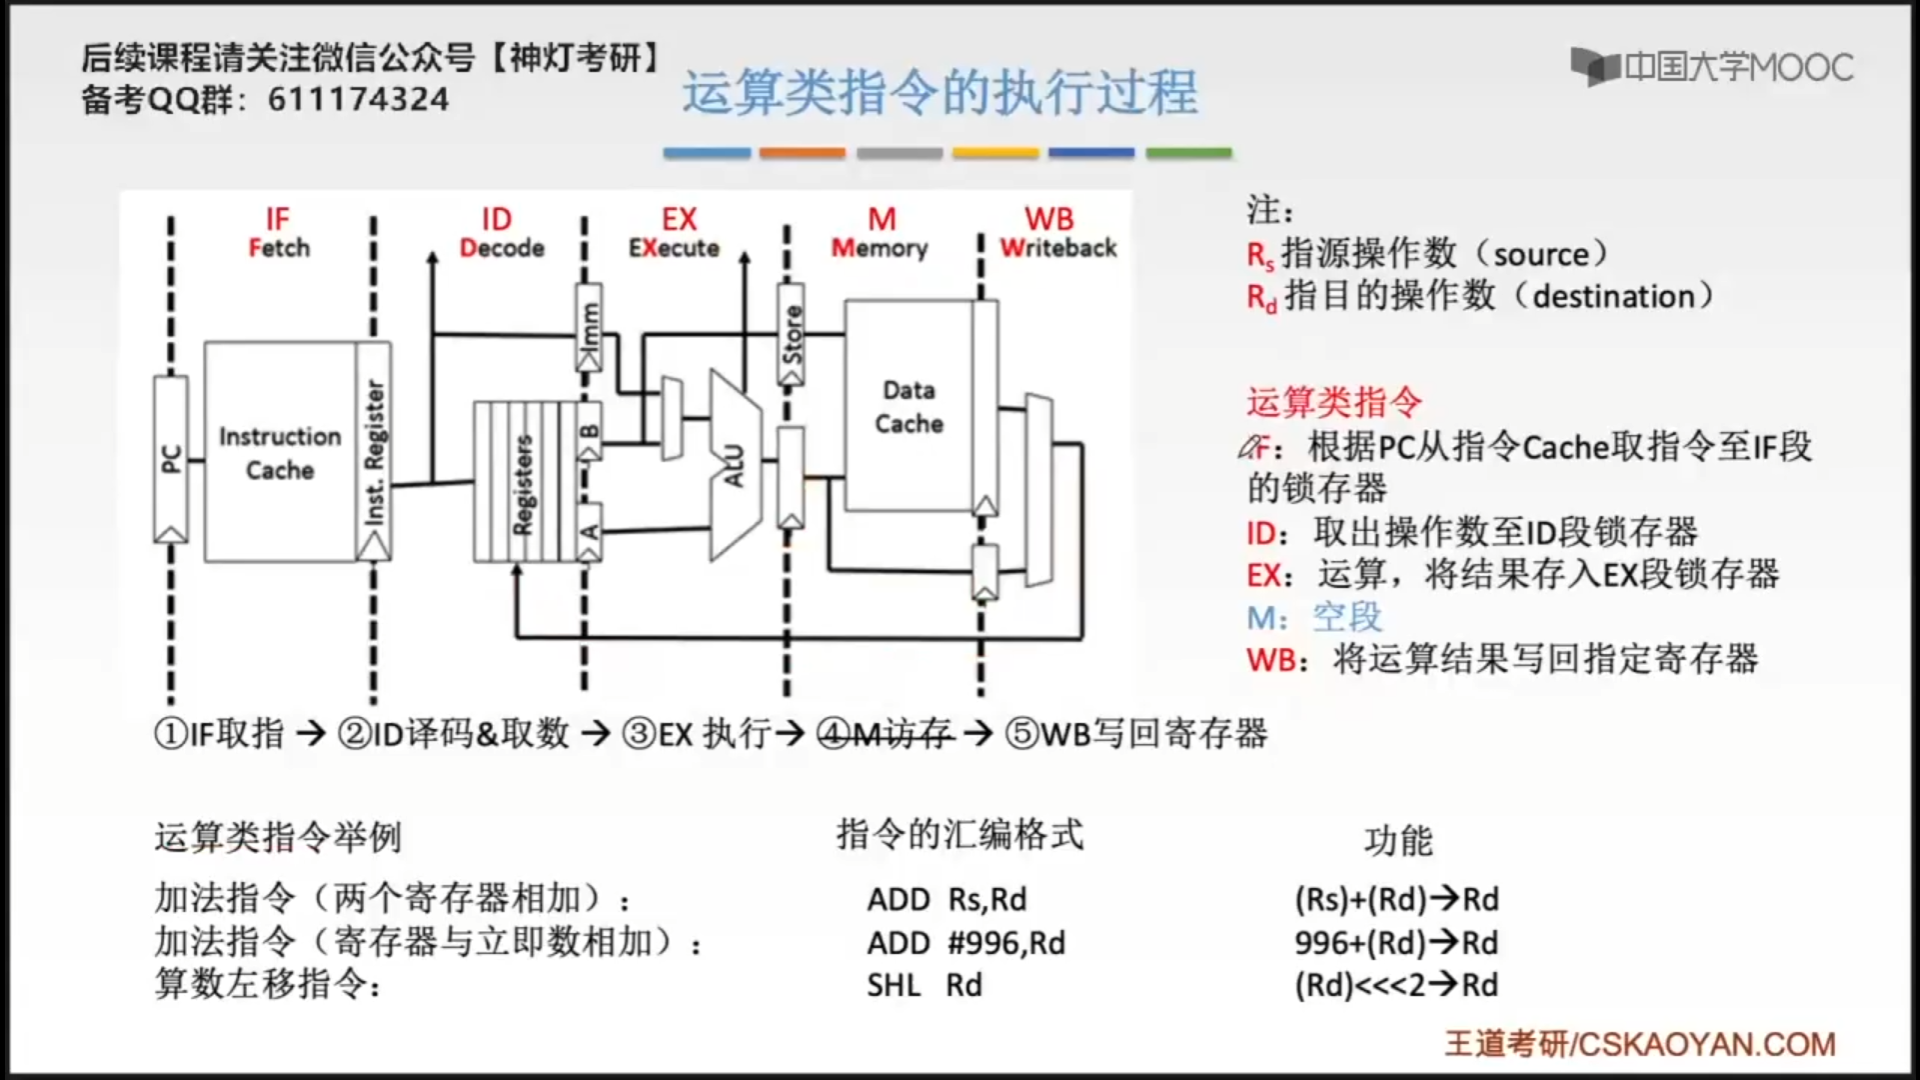 后续课程请关注微信公众号【神灯考研】
备考QQ群：611174324
中国大学MOOC
运算类指令的执行过程
IF
Fetch
ID
Decode
EX
EXecute
M
Memory
WB
Writeback
PC
Instruction
Cache
Inst. Register
Registers
Imm
B
A
ALU
Store
Data
Cache
注：
Rs 指源操作数（source）
Rd 指目的操作数（destination）
运算类指令
IF：根据PC从指令Cache取指令至IF段
的锁存器
ID：取出操作数至ID段锁存器
EX：运算，将结果存入EX段锁存器
M：空段
WB：将运算结果写回指定寄存器
①IF取指 → ②ID译码&取数 → ③EX 执行→ ④M访存 → ⑤WB写回寄存器
运算类指令举例 指令的汇编格式 功能
加法指令（两个寄存器相加）： ADD Rs,Rd (Rs)+(Rd)→Rd
加法指令（寄存器与立即数相加）： ADD #996,Rd 996+(Rd)→Rd
算数左移指令： SHL Rd (Rd)<<<2→Rd
王道考研/CSKAOYAN.COM